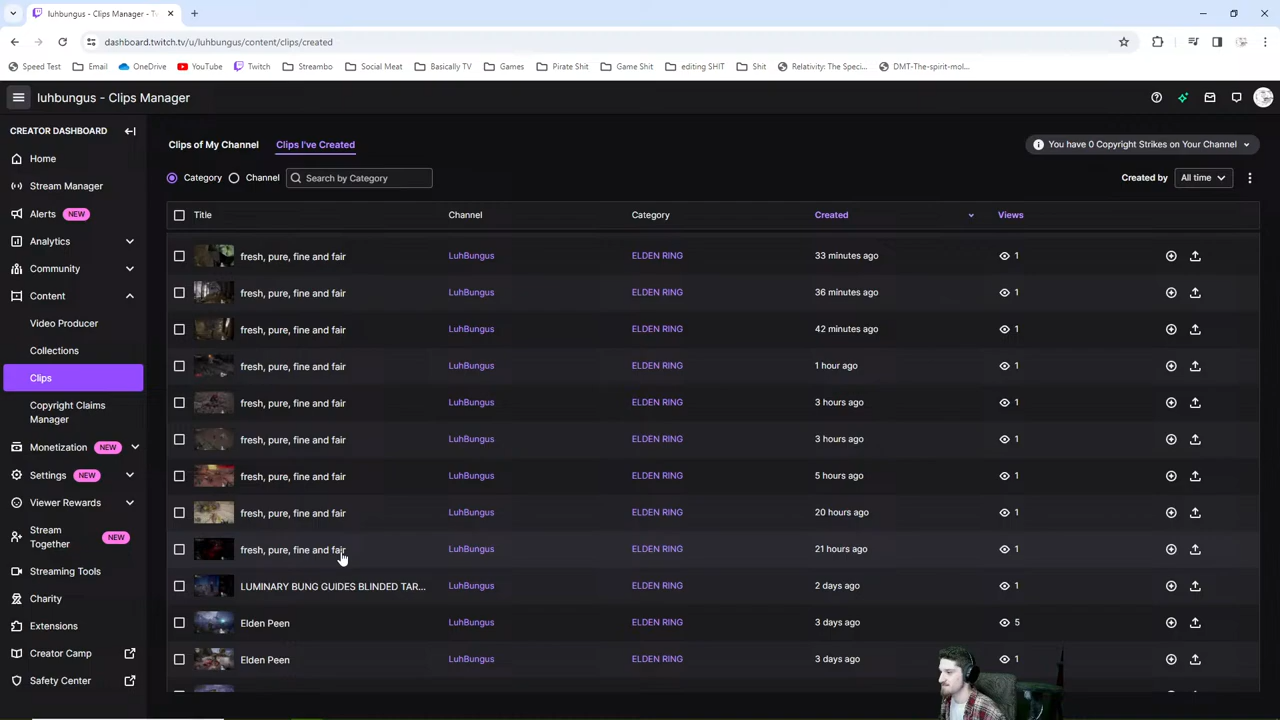 luhbungus - Clips Manager - Tw
dashboard.twitch.tv/u/luhbungus/content/clips/created
Speed Test Email OneDrive YouTube Twitch Streambo Social Meat Basically TV Games Pirate Shit Game Shit editing SHIT Shit Relativity: The Speci... DMT-The-spirit-mol...
luhbungus - Clips Manager
CREATOR DASHBOARD
Home
Stream Manager
Alerts NEW
Analytics
Community
Content
Video Producer
Collections
Clips
Copyright Claims
Manager
Monetization NEW
Settings NEW
Viewer Rewards
Stream
Together NEW
Streaming Tools
Charity
Extensions
Creator Camp
Safety Center
Clips of My Channel Clips I've Created You have 0 Copyright Strikes on Your Channel
Category Channel Search by Category Created by All time
Title Channel Category Created Views
fresh, pure, fine and fair LuhBungus ELDEN RING 33 minutes ago 1
fresh, pure, fine and fair LuhBungus ELDEN RING 36 minutes ago 1
fresh, pure, fine and fair LuhBungus ELDEN RING 42 minutes ago 1
fresh, pure, fine and fair LuhBungus ELDEN RING 1 hour ago 1
fresh, pure, fine and fair LuhBungus ELDEN RING 3 hours ago 1
fresh, pure, fine and fair LuhBungus ELDEN RING 3 hours ago 1
fresh, pure, fine and fair LuhBungus ELDEN RING 5 hours ago 1
fresh, pure, fine and fair LuhBungus ELDEN RING 20 hours ago 1
fresh, pure, fine and fair LuhBungus ELDEN RING 21 hours ago 1
LUMINARY BUNG GUIDES BLINDED TAR... LuhBungus ELDEN RING 2 days ago 1
Elden Peen LuhBungus ELDEN RING 3 days ago 5
Elden Peen LuhBungus ELDEN RING 3 days ago 1